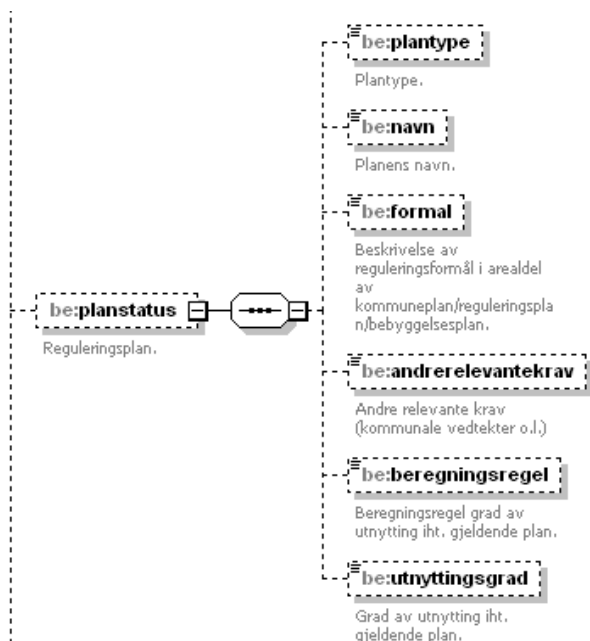 be:plantype
Plantype.
be:navn
Planens navn.
be:formal
Beskrivelse av
reguleringsformål i arealdel
av
kommuneplan/reguleringspla
n/bebyggelsesplan.
be:planstatus
Reguleringsplan.
be:andrerelevantekrav
Andre relevante krav
(kommunale vedtekter o.l.)
be:beregningsregel
Beregningsregel grad av
utnytting iht. gjeldende plan.
be:utnyttingsgrad
Grad av utnytting iht.
gjeldende plan.